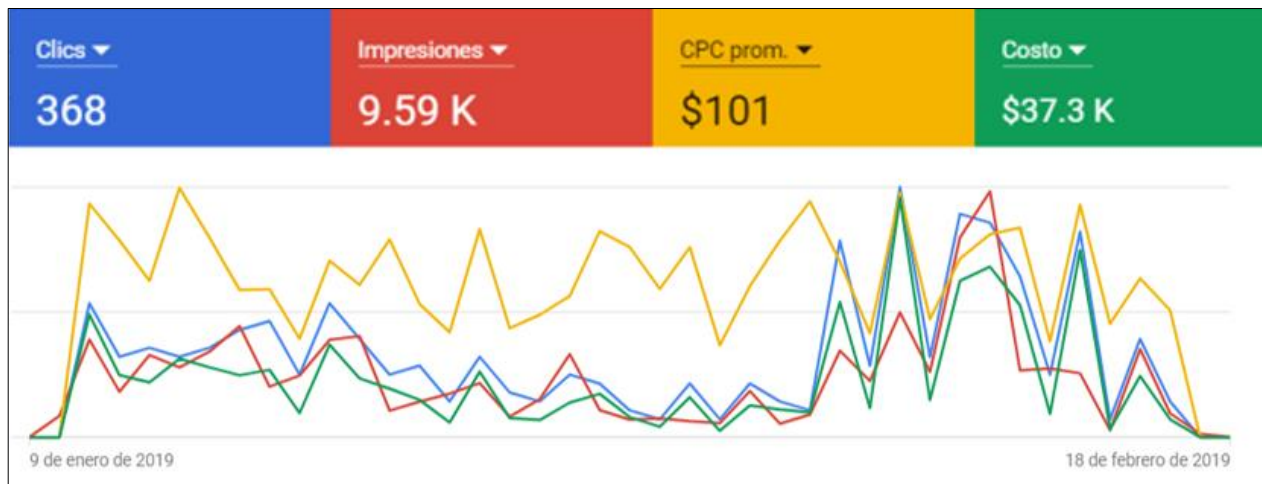 Clics
Impresiones
CPC prom.
Costo
368
9.59 K
$101
$37.3 K
9 de enero de 2019
18 de febrero de 2019